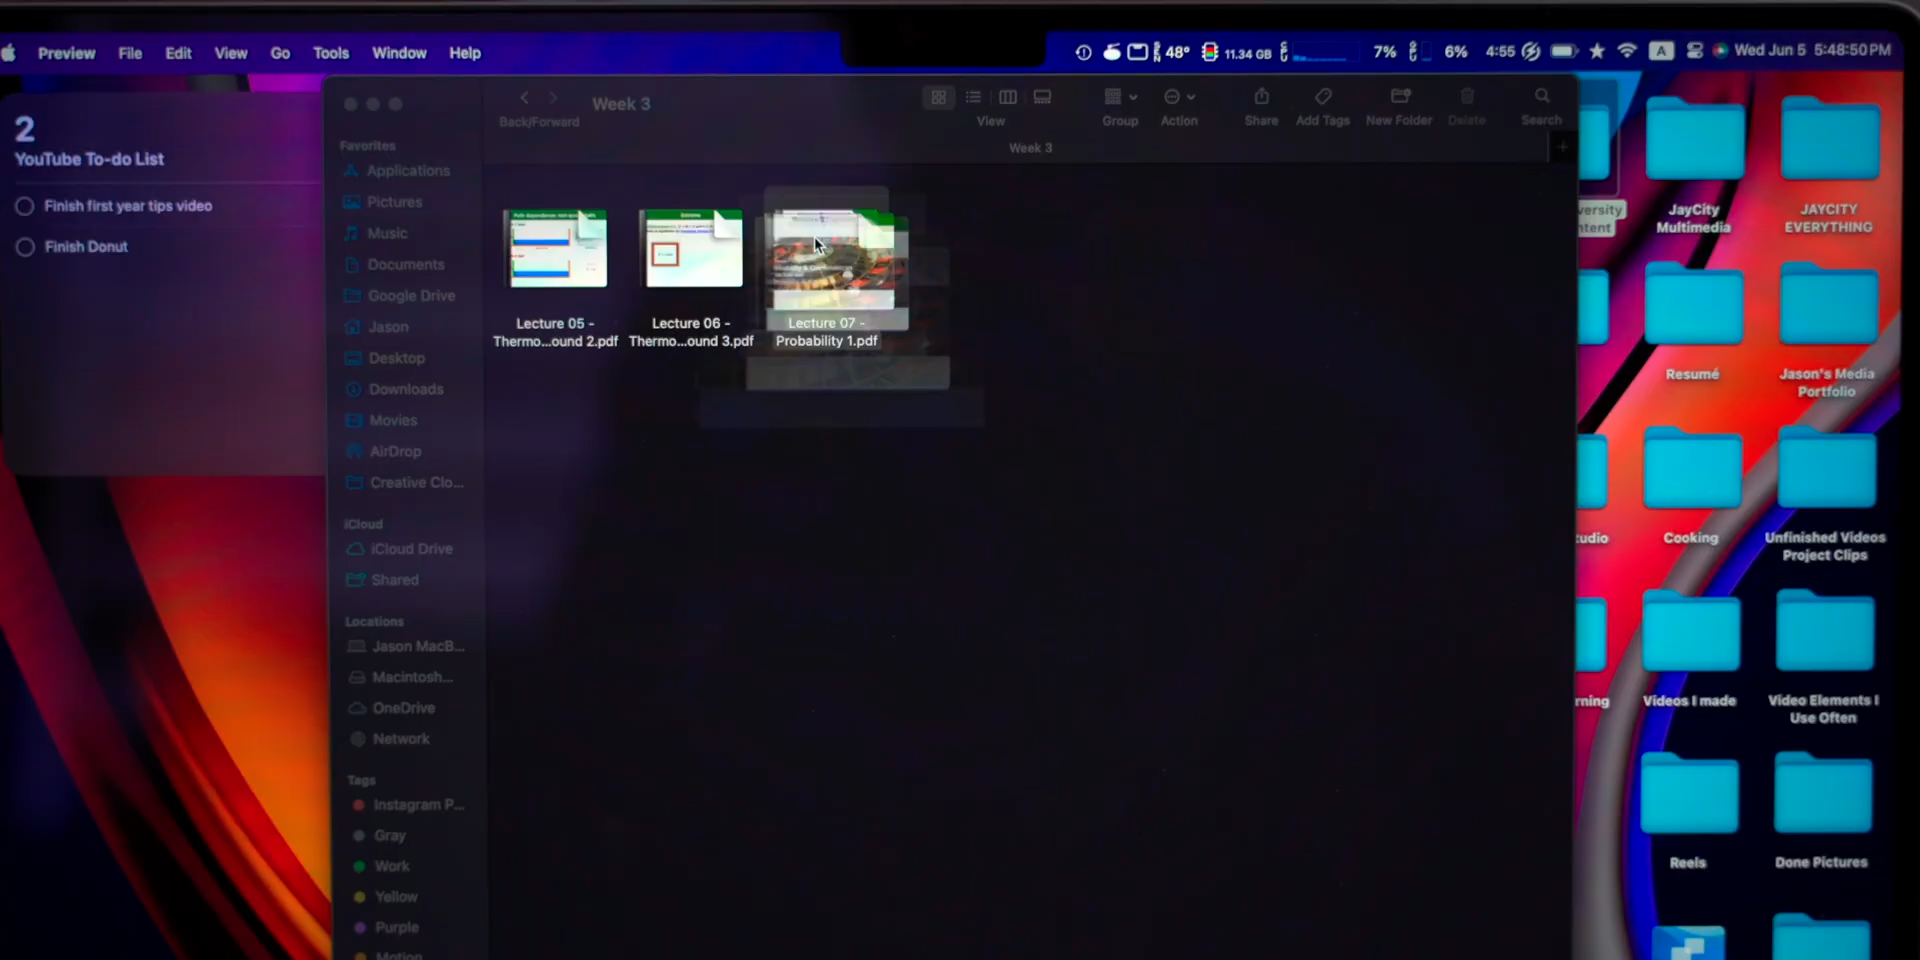 Preview File Edit View Go Tools Window Help
48° 11.34 GB 7% 6% 4:55 A Wed Jun 5 5:48:50 PM
2
YouTube To-do List
Finish first year tips video
Finish Donut
Week 3
Back/Forward
View
Group
Action
Share
Add Tags
New Folder
Delete
Search
Week 3
Favorites
Applications
Pictures
Music
Documents
Google Drive
Jason
Desktop
Downloads
Movies
AirDrop
Creative Clo...
iCloud
iCloud Drive
Shared
Locations
Jason MacB...
Macintosh...
OneDrive
Network
Tags
Instagram P...
Gray
Work
Yellow
Purple
Motion
Lecture 05 -
Thermo...ound 2.pdf
Lecture 06 -
Thermo...ound 3.pdf
Lecture 07 -
Probability 1.pdf
JayCity
Multimedia
JAYCITY
EVERYTHING
Resumé
Jason's Media
Portfolio
Cooking
Unfinished Videos
Project Clips
Videos I made
Video Elements I
Use Often
Reels
Done Pictures